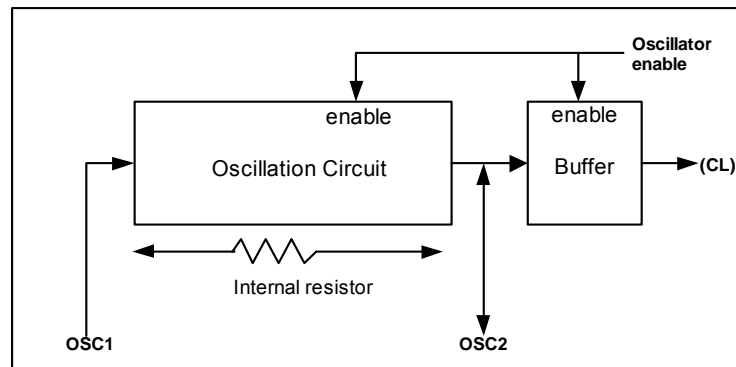 Oscillator
enable
enable
enable
Oscillation Circuit
Buffer
(CL)
Internal resistor
OSC1
OSC2